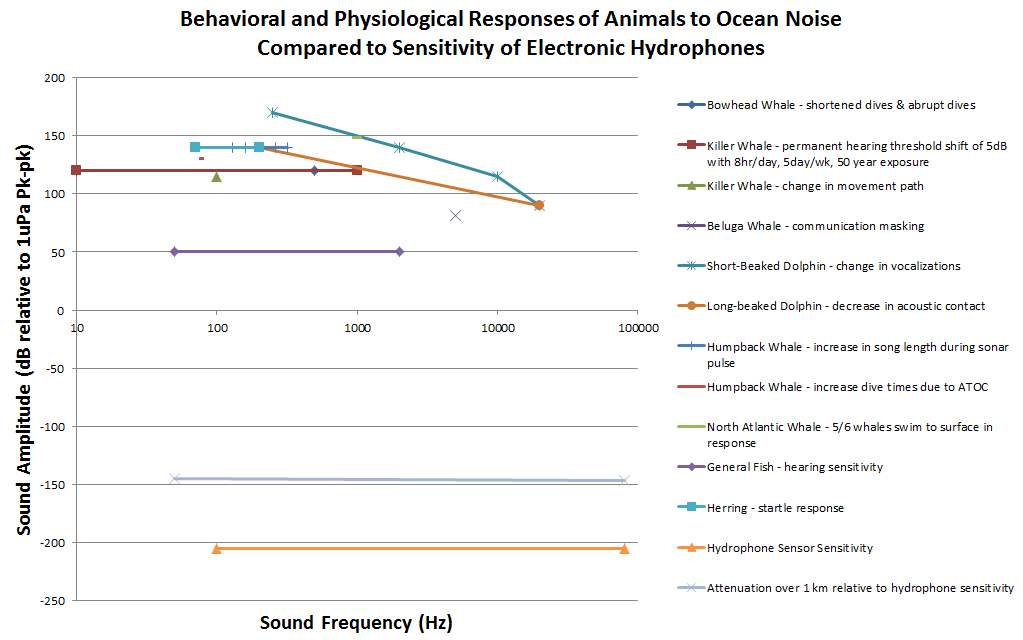 Behavioral and Physiological Responses of Animals to Ocean Noise
Compared to Sensitivity of Electronic Hydrophones
200
150
100
50
0
-50
-100
-150
-200
-250
10
100
1000
10000
100000
Sound Amplitude (dB relative to 1uPa Pk-pk)
Sound Frequency (Hz)
Bowhead Whale - shortened dives & abrupt dives
Killer Whale - permanent hearing threshold shift of 5dB
with 8hr/day, 5day/wk, 50 year exposure
Killer Whale - change in movement path
Beluga Whale - communication masking
Short-Beaked Dolphin - change in vocalizations
Long-beaked Dolphin - decrease in acoustic contact
Humpback Whale - increase in song length during sonar
pulse
Humpback Whale - increase dive times due to ATOC
North Atlantic Whale - 5/6 whales swim to surface in
response
General Fish - hearing sensitivity
Herring - startle response
Hydrophone Sensor Sensitivity
Attenuation over 1 km relative to hydrophone sensitivity